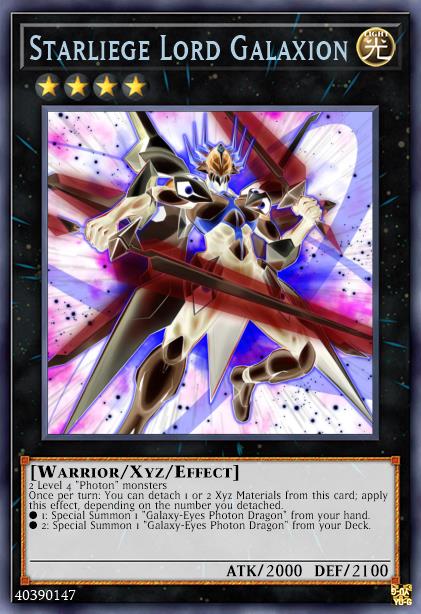 Starliege Lord Galaxion
LIGHT
光
[Warrior/Xyz/Effect]
2 Level 4 "Photon" monsters
Once per turn: You can detach 1 or 2 Xyz Materials from this card; apply
this effect, depending on the number you detached.
● 1: Special Summon 1 "Galaxy-Eyes Photon Dragon" from your hand.
● 2: Special Summon 1 "Galaxy-Eyes Photon Dragon" from your Deck.
ATK/2000 DEF/2100
40390147